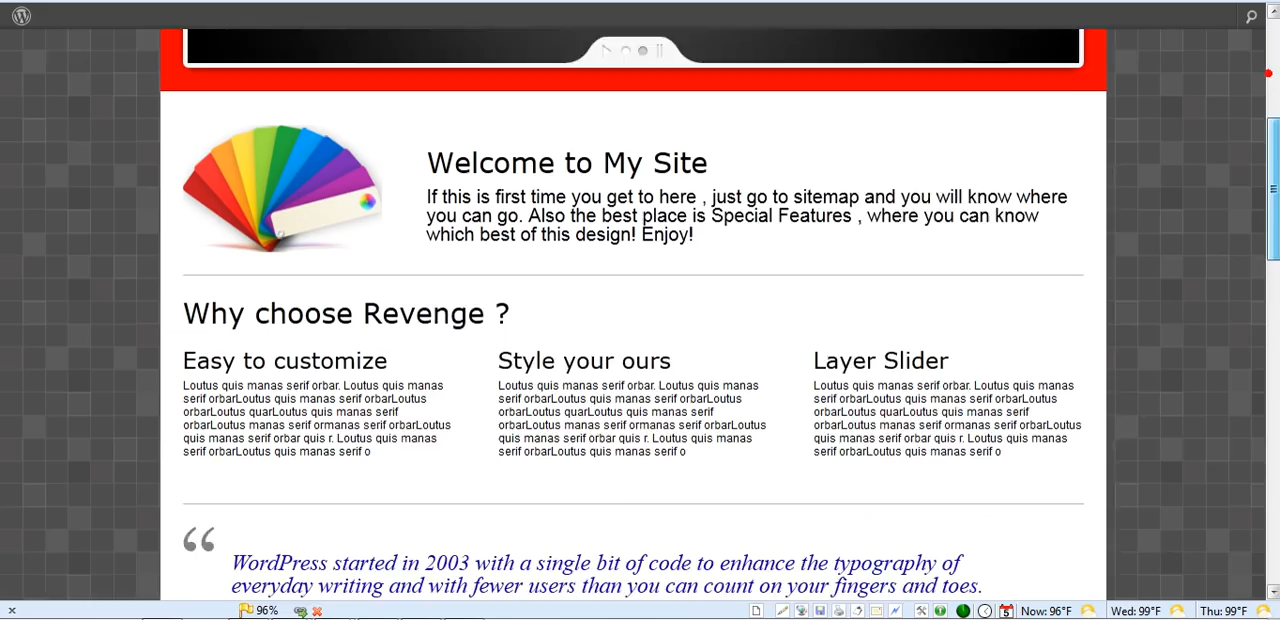 Welcome to My Site
If this is first time you get to here , just go to sitemap and you will know where
you can go. Also the best place is Special Features , where you can know
which best of this design! Enjoy!
Why choose Revenge ?
Easy to customize
Loutus quis manas serif orbar. Loutus quis manas
serif orbarLoutus quis manas serif orbarLoutus
orbarLoutus quarLoutus quis manas serif
orbarLoutus manas serif ormanas serif orbarLoutus
quis manas serif orbar quis r. Loutus quis manas
serif orbarLoutus quis manas serif o
Style your ours
Loutus quis manas serif orbar. Loutus quis manas
serif orbarLoutus quis manas serif orbarLoutus
orbarLoutus quarLoutus quis manas serif
orbarLoutus manas serif ormanas serif orbarLoutus
quis manas serif orbar quis r. Loutus quis manas
serif orbarLoutus quis manas serif o
Layer Slider
Loutus quis manas serif orbar. Loutus quis manas
serif orbarLoutus quis manas serif orbarLoutus
orbarLoutus quarLoutus quis manas serif
orbarLoutus manas serif ormanas serif orbarLoutus
quis manas serif orbar quis r. Loutus quis manas
serif orbarLoutus quis manas serif o
“
WordPress started in 2003 with a single bit of code to enhance the typography of
everyday writing and with fewer users than you can count on your fingers and toes.
96% 5 Now: 96°F Wed: 99°F Thu: 99°F